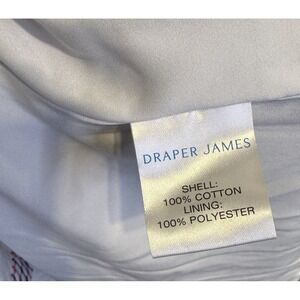 DRAPER JAMES
SHELL:
100% COTTON
LINING:
100% POLYESTER